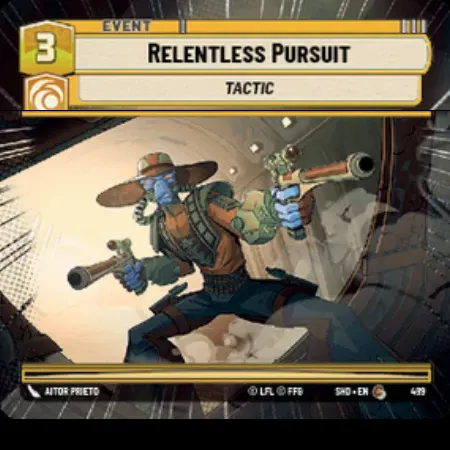 EVENT
3
RELENTLESS PURSUIT
TACTIC
AITOR PRIETO
© LFL © FFG
SHD • EN
499